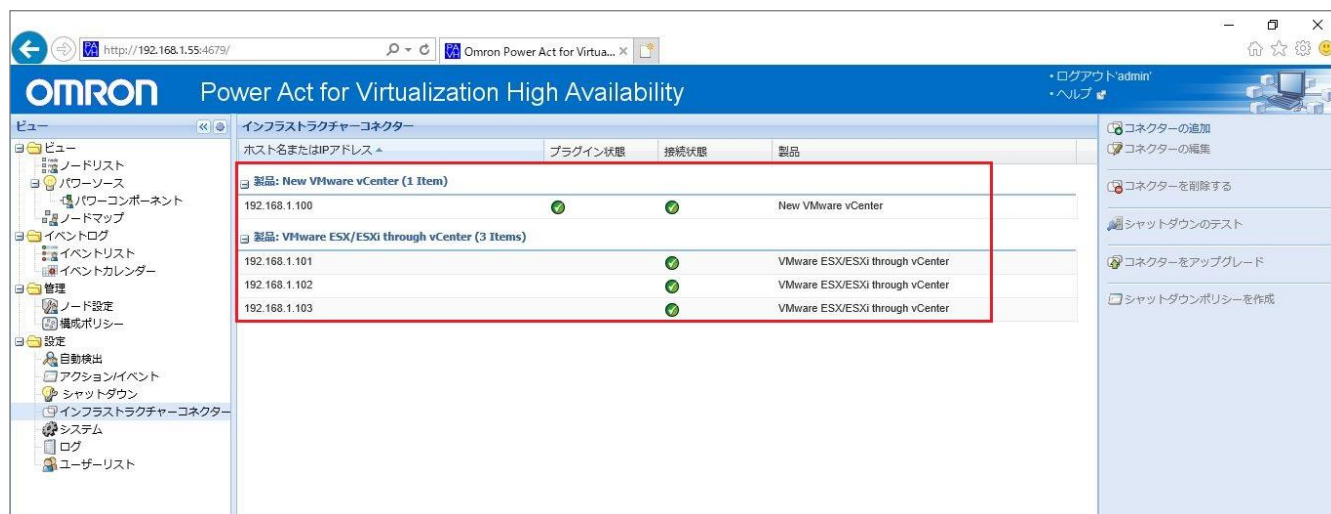 http://192.168.1.55:4679/
Omron Power Act for Virtua...
OMRON
Power Act for Virtualization High Availability
・ログアウト'admin'
・ヘルプ
ビュー
ビュー
ノードリスト
パワーソース
パワーコンポーネント
ノードマップ
イベントログ
イベントリスト
イベントカレンダー
管理
ノード設定
構成ポリシー
設定
自動検出
アクション/イベント
シャットダウン
インフラストラクチャーコネクター
システム
ログ
ユーザーリスト
インフラストラクチャーコネクター
ホスト名またはIPアドレス プラグイン状態 接続状態 製品
製品: New VMware vCenter (1 Item)
192.168.1.100 New VMware vCenter
製品: VMware ESX/ESXi through vCenter (3 Items)
192.168.1.101 VMware ESX/ESXi through vCenter
192.168.1.102 VMware ESX/ESXi through vCenter
192.168.1.103 VMware ESX/ESXi through vCenter
コネクターの追加
コネクターの編集
コネクターを削除する
シャットダウンのテスト
コネクターをアップグレード
シャットダウンポリシーを作成